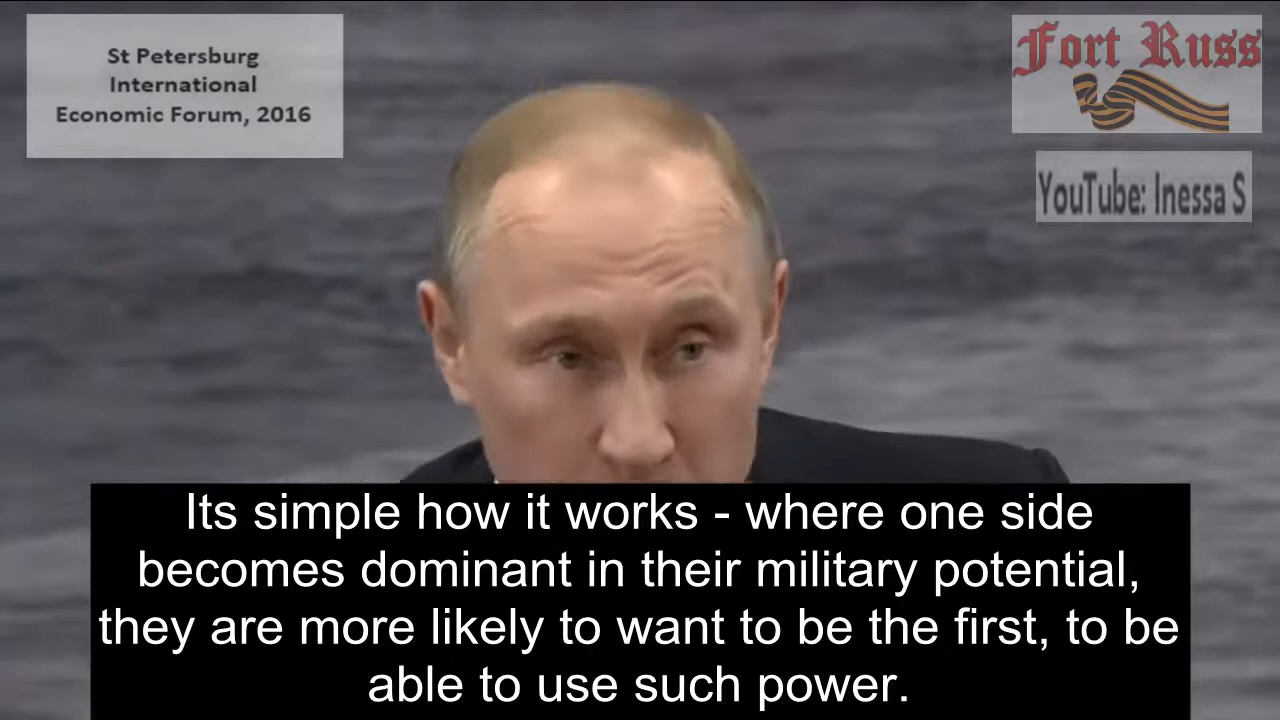 St Petersburg
International
Economic Forum, 2016
Fort Russ
YouTube: Inessa S
Its simple how it works - where one side
becomes dominant in their military potential,
they are more likely to want to be the first, to be
able to use such power.